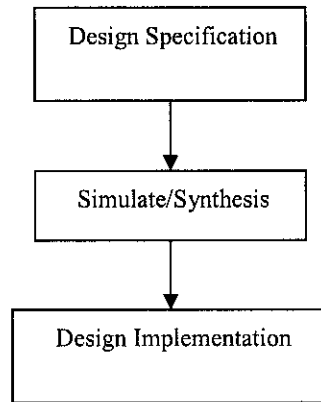 Design Specification
Simulate/Synthesis
Design Implementation